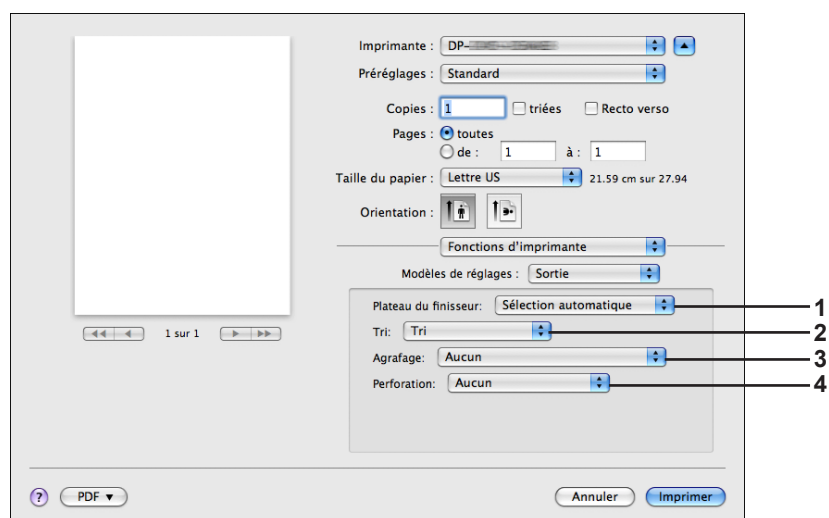 Imprimante : DP-
Préréglages : Standard
Copies : 1 triées Recto verso
Pages : toutes
de : 1 à : 1
Taille du papier : Lettre US 21.59 cm sur 27.94
Orientation :
Fonctions d'imprimante
Modèles de réglages : Sortie
Plateau du finisseur: Sélection automatique 1
Tri: Tri 2
Agrafage: Aucun 3
Perforation: Aucun 4
1 sur 1
? PDF ▼ Annuler Imprimer